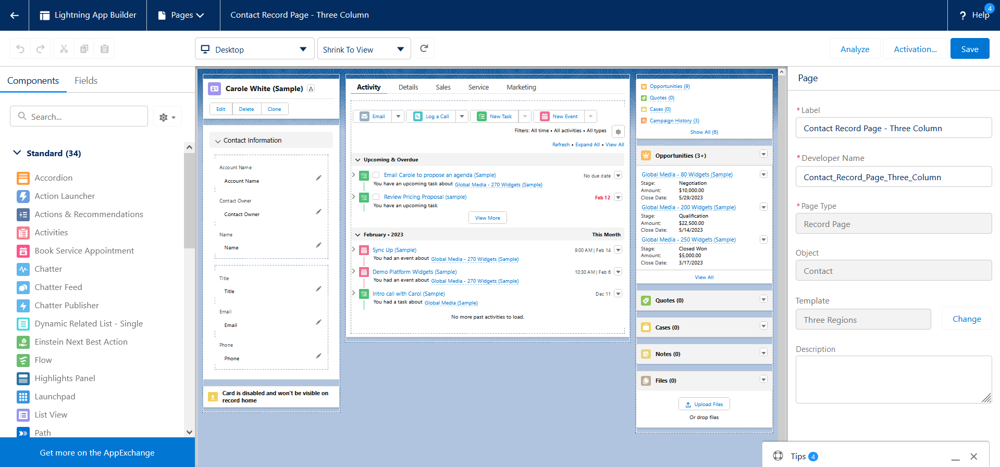 Lightning App Builder
Pages
Contact Record Page - Three Column
? Help
4
Desktop
Shrink To View
Analyze
Activation...
Save
Components
Fields
Search...
Standard (34)
Accordion
Action Launcher
Actions & Recommendations
Activities
Book Service Appointment
Chatter
Chatter Feed
Chatter Publisher
Dynamic Related List - Single
Einstein Next Best Action
Flow
Highlights Panel
Launchpad
List View
Path
Get more on the AppExchange
Carole White (Sample)
Edit
Delete
Clone
Contact Information
Account Name
Account Name
Contact Owner
Contact Owner
Name
Name
Title
Title
Email
Email
Phone
Phone
Card is disabled and won't be visible on
record home
Activity
Details
Sales
Service
Marketing
Email
Log a Call
New Task
New Event
Filters: All time • All activities • All types
Refresh • Expand All • View All
Upcoming & Overdue
Email Carole to propose an agenda (Sample)
No due date
You have an upcoming task about Global Media - 270 Widgets (Sample)
Review Pricing Proposal (sample)
Feb 12
You have an upcoming task
View More
February • 2023
This Month
Sync Up (Sample)
9:00 AM | Feb 14
You had an event about Global Media - 270 Widgets (Sample)
Demo Platform Widgets (Sample)
10:30 AM | Feb 6
You had an event about Global Media - 270 Widgets (Sample)
Intro call with Carol (Sample)
Dec 11
You had a task about Global Media (Sample)
No more past activities to load.
Opportunities (9)
Quotes (0)
Cases (0)
Campaign History (3)
Show All (6)
Opportunities (3+)
Global Media - 80 Widgets (Sample)
Stage: Negotiation
Amount: $10,000.00
Close Date: 5/29/2023
Global Media - 200 Widgets (Sample)
Stage: Qualification
Amount: $22,500.00
Close Date: 5/14/2023
Global Media - 250 Widgets (Sample)
Stage: Closed Won
Amount: $5,000.00
Close Date: 3/17/2023
View All
Quotes (0)
Cases (0)
Notes (0)
Files (0)
Upload Files
Or drop files
Page
* Label
Contact Record Page - Three Column
* Developer Name
Contact_Record_Page_Three_Column
* Page Type
Record Page
Object
Contact
Template
Three Regions
Change
Description
Tips 4